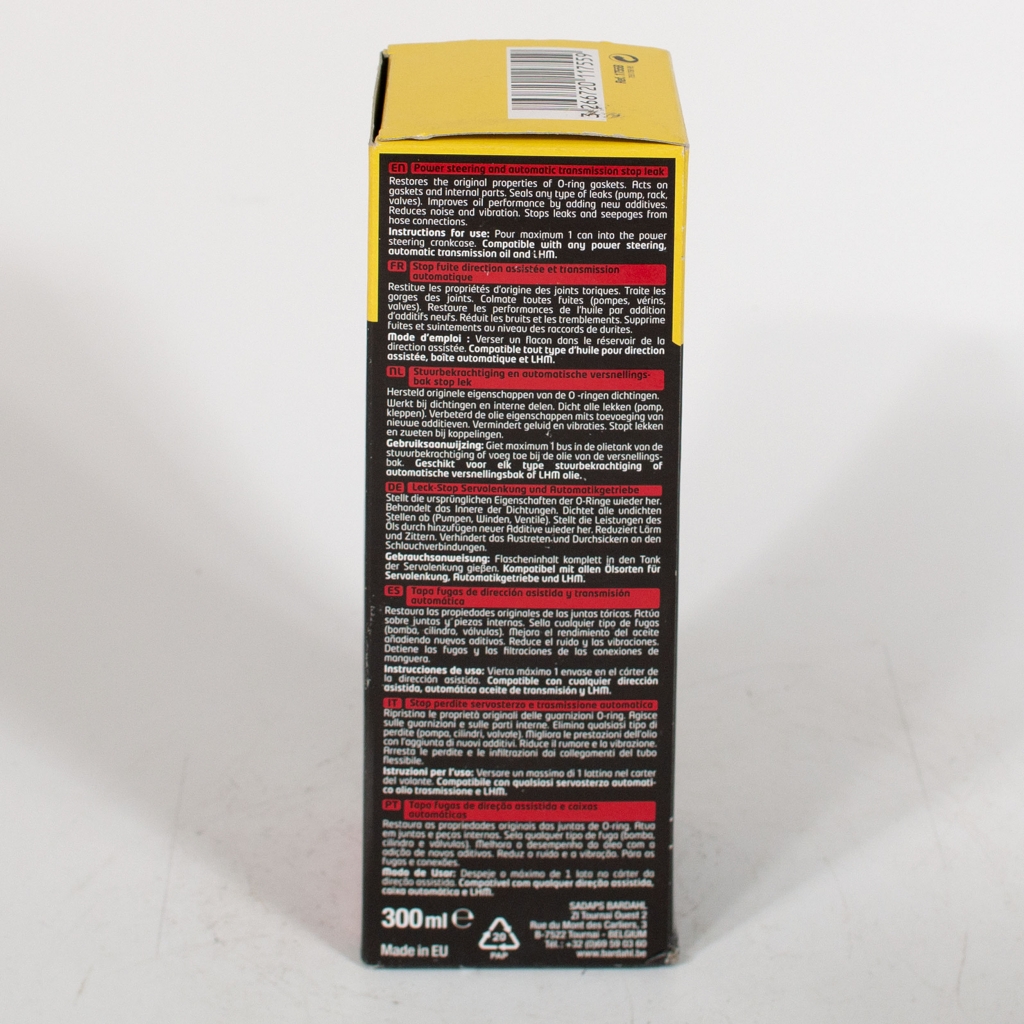 3 266720 117559
Ref. 11755
EN Power steering and automatic transmission stop leak
Restores the original properties of O-ring gaskets. Acts on
gaskets and internal parts. Seals any type of leaks (pump, rack,
valves). Improves oil performance by adding new additives.
Reduces noise and vibration. Stops leaks and seepages from
hose connections.
Instructions for use: Pour maximum 1 can into the power
steering crankcase. Compatible with any power steering,
automatic transmission oil and LHM.
FR Stop fuite direction assistée et transmission
automatique
Restitue les propriétés d'origine des joints toriques. Traite les
gorges des joints. Colmate toutes fuites (pompes, vérins,
valves). Restaure les performances de l'huile par addition
d'additifs neufs. Réduit les bruits et les tremblements. Supprime
fuites et suintements au niveau des raccords de durites.
Mode d'emploi : Verser un flacon dans le réservoir de la
direction assistée. Compatible tout type d'huile pour direction
assistée, boîte automatique et LHM.
NL Stuurbekrachtiging en automatische versnellings-
bak stop lek
Hersteld originele eigenschappen van de O -ringen dichtingen.
Werkt bij dichtingen en interne delen. Dicht alle lekken (pomp,
kleppen). Verbeterd de olie eigenschappen mits toevoeging van
nieuwe additieven. Vermindert geluid en vibraties. Stopt lekken
en zweten bij koppelingen.
Gebruiksaanwijzing: Giet maximum 1 bus in de olietank van de
stuuurbekrachtiging of voeg toe bij de olie van de versnellings-
bak. Geschikt voor elk type stuurbekrachtiging of
automatische versnellingsbak of LHM olie.
DE Leck-Stop Servolenkung und Automatikgetriebe
Stellt die ursprünglichen Eigenschaften der O-Ringe wieder her.
Behandelt das Innere der Dichtungen. Dichtet alle undichten
Stellen ab (Pumpen, Winden, Ventile). Stellt die Leistungen des
Öls durch hinzufügen neuer Additive wieder her. Reduziert Lärm
und Zittern. Verhindert das Austreten und Durchsickern an den
Schlauchverbindungen.
Gebrauchsanweisung: Flascheninhalt komplett in den Tank
der Servolenkung gießen. Kompatibel mit allen Ölsorten für
Servolenkung, Automatikgetriebe und LHM.
ES Tapa fugas de dirección asistida y transmisión
automática
Restaura las propiedades originales de las juntas tóricas. Actúa
sobre juntas y piezas internas. Sella cualquier tipo de fugas
(bomba, cilindro, válvulas). Mejora el rendimiento del aceite
añadiendo nuevos aditivos. Reduce el ruido y las vibraciones.
Detiene las fugas y las filtraciones de las conexiones de
manguera.
Instrucciones de uso: Vierta máximo 1 envase en el cárter de
la dirección asistida. Compatible con cualquier dirección
asistida, automática aceite de transmisión y LHM.
IT Stop perdite servosterzo e trasmissione automatica
Ripristina le proprietà originali delle guarnizioni O-ring. Agisce
sulle guarnizioni e sulle parti interne. Elimina qualsiasi tipo di
perdite (pompa, cilindri, valvole). Migliora le prestazioni dell'olio
con l'aggiunta di nuovi additivi. Riduce il rumore e la vibrazione.
Arresta le perdite e le infiltrazioni dai collegamenti del tubo
flessibile.
Istruzioni per l'uso: Versare un massimo di 1 lattina nel carter
del volante. Compatibile con qualsiasi servosterzo automati-
co olio trasmissione e LHM.
PT Tapa fugas de direção assistida e caixas
automáticas
Restaura as propriedades originais das juntas de O-ring. Atua
em juntas e peças internas. Sela qualquer tipo de fuga (bomba,
cilindro e válvulas). Melhora o desempenho do óleo com a
adição de novos aditivos. Reduz o ruído e a vibração. Pára as
fugas e conexões.
Modo de Usar: Despeje o máximo de 1 lata no cárter da
direção assistida. Compatível com qualquer direção assistida,
caixa automática e LHM.
300 ml ℮
Made in EU
20
PAP
SADAPS BARDAHL
ZI Tournai Ouest 2
Rue du Mont des Carliers, 3
B-7522 Tournai - BELGIUM
Tél.: +32 (0)69 59 03 60
www.bardahl.be